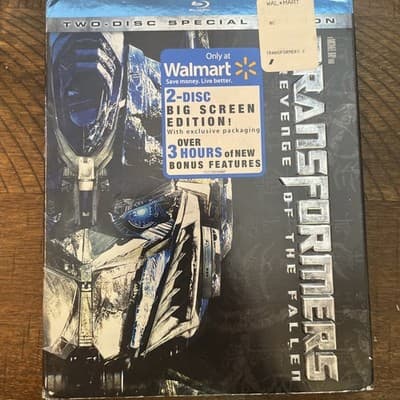 TWO-DISC SPECIAL
ON
WAL★MART
TRANSFORMERS 2
Only at
Walmart
Save money. Live better.
2-DISC
BIG SCREEN
EDITION!
With exclusive packaging
OVER
3 HOURS of NEW
BONUS FEATURES
TRANSFORMERS
REVENGE OF THE FALLEN